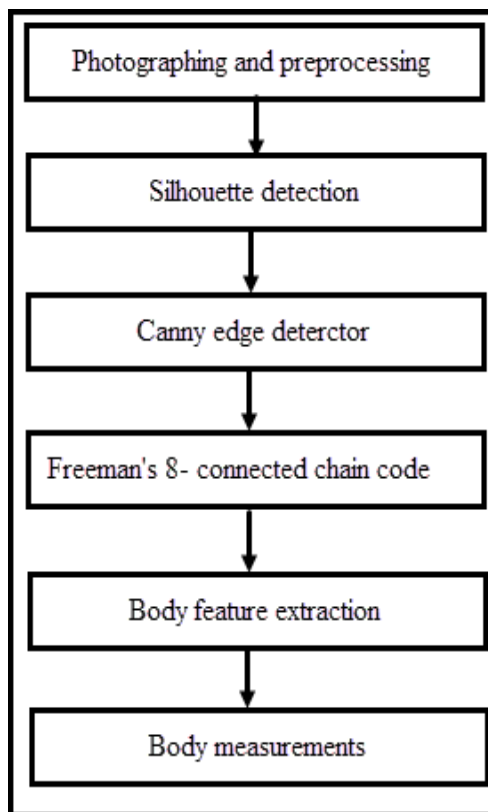 Photographing and preprocessing
Silhouette detection
Canny edge deterctor
Freeman's 8- connected chain code
Body feature extraction
Body measurements